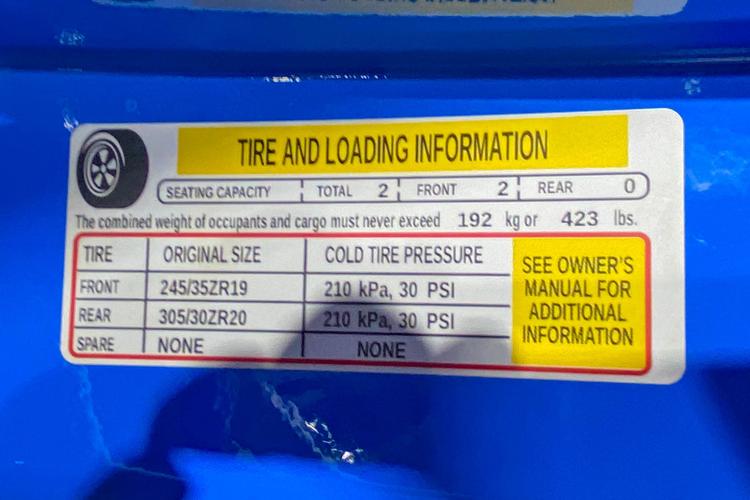 TIRE AND LOADING INFORMATION
SEATING CAPACITY TOTAL 2 FRONT 2 REAR 0
The combined weight of occupants and cargo must never exceed 192 kg or 423 lbs.
TIRE ORIGINAL SIZE COLD TIRE PRESSURE
FRONT 245/35ZR19 210 kPa, 30 PSI
REAR 305/30ZR20 210 kPa, 30 PSI
SPARE NONE NONE
SEE OWNER'S
MANUAL FOR
ADDITIONAL
INFORMATION